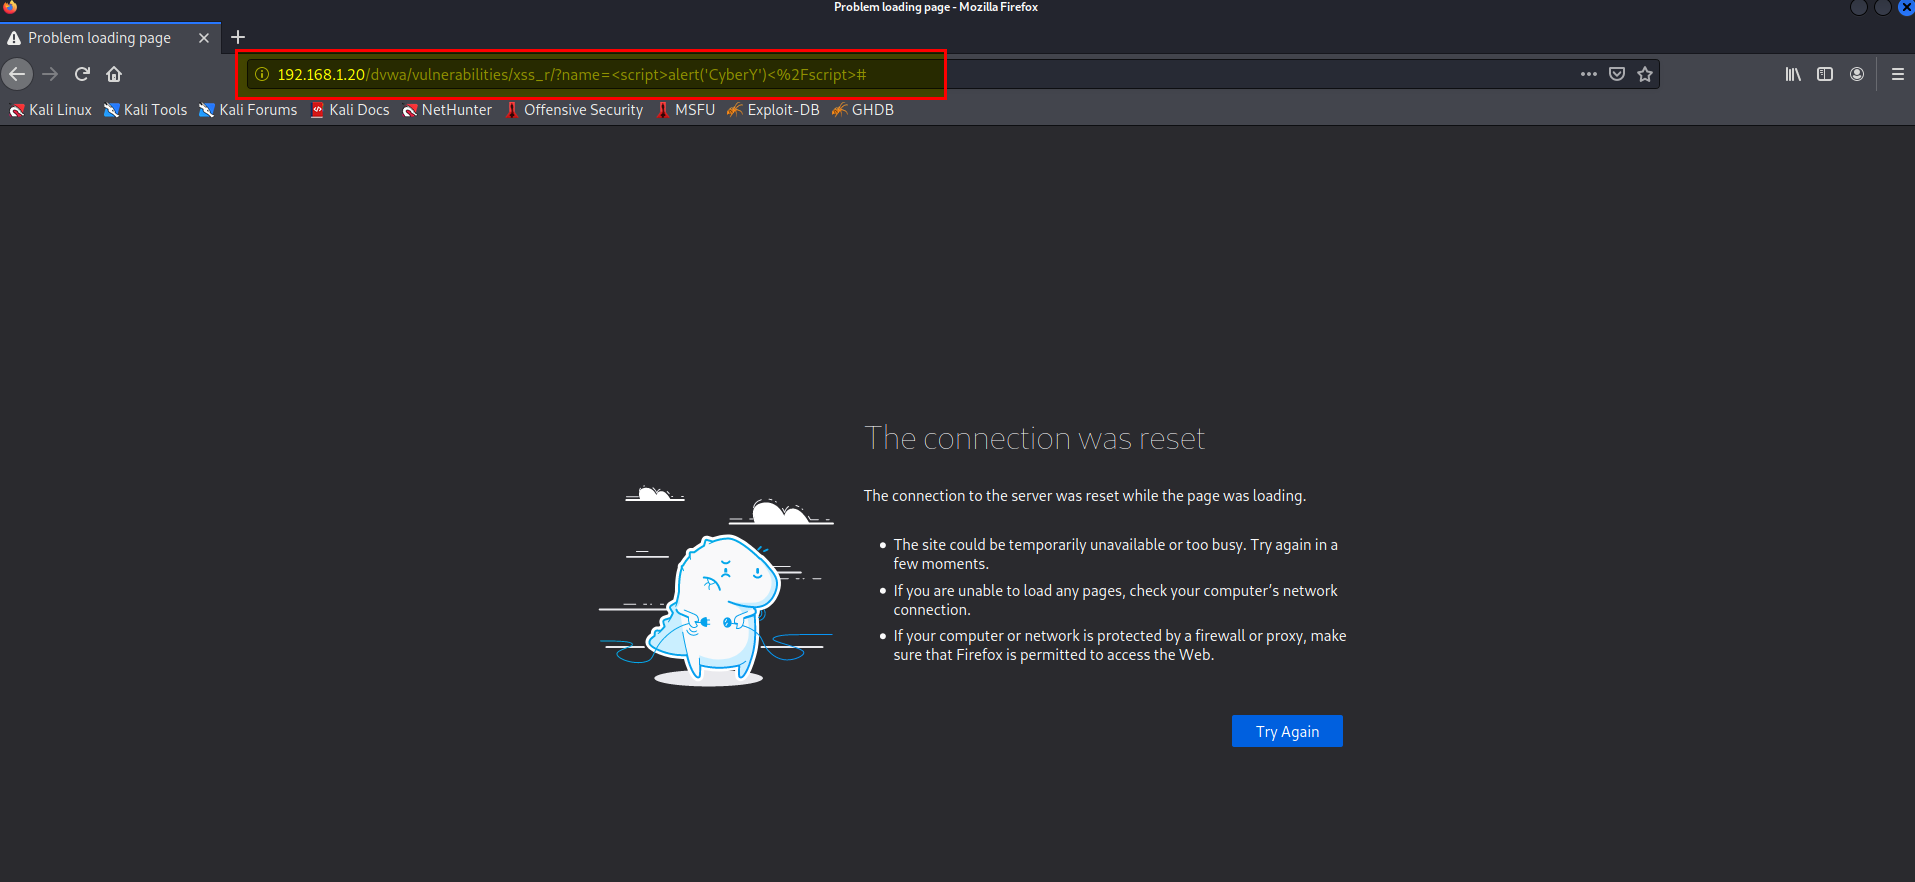 Problem loading page - Mozilla Firefox
Problem loading page
192.168.1.20/dvwa/vulnerabilities/xss_r/?name=<script>alert('CyberY')<%2Fscript>#
Kali Linux Kali Tools Kali Forums Kali Docs NetHunter Offensive Security MSFU Exploit-DB GHDB
The connection was reset
The connection to the server was reset while the page was loading.
The site could be temporarily unavailable or too busy. Try again in a
few moments.
If you are unable to load any pages, check your computer’s network
connection.
If your computer or network is protected by a firewall or proxy, make
sure that Firefox is permitted to access the Web.
Try Again